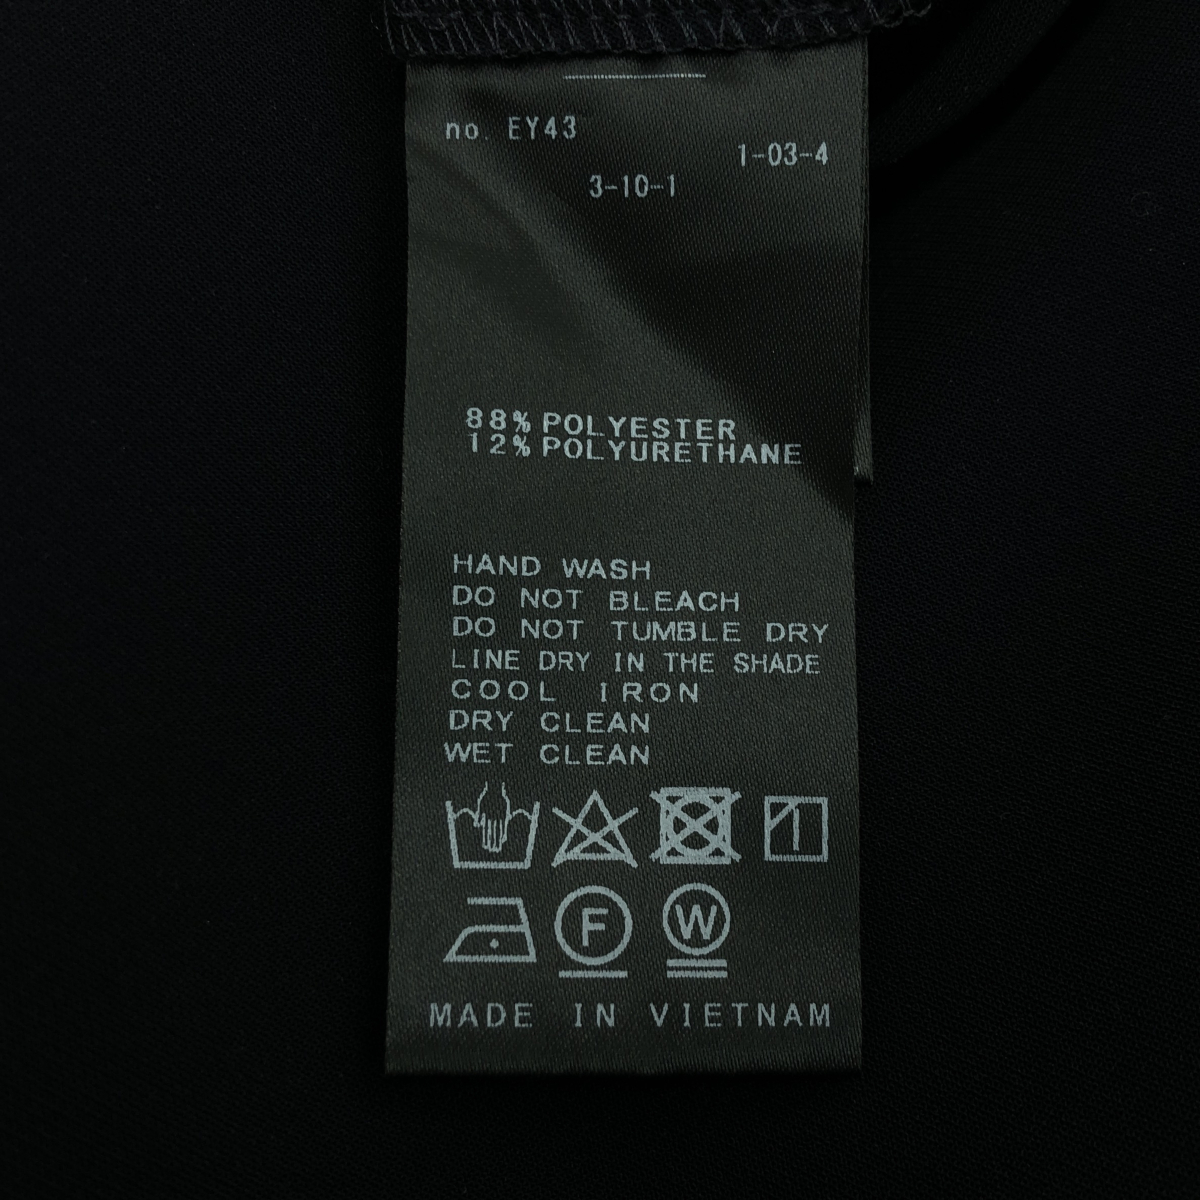 no. EY43
1-03-4
3-10-1
88% POLYESTER
12% POLYURETHANE
HAND WASH
DO NOT BLEACH
DO NOT TUMBLE DRY
LINE DRY IN THE SHADE
COOL IRON
DRY CLEAN
WET CLEAN
F W
MADE IN VIETNAM